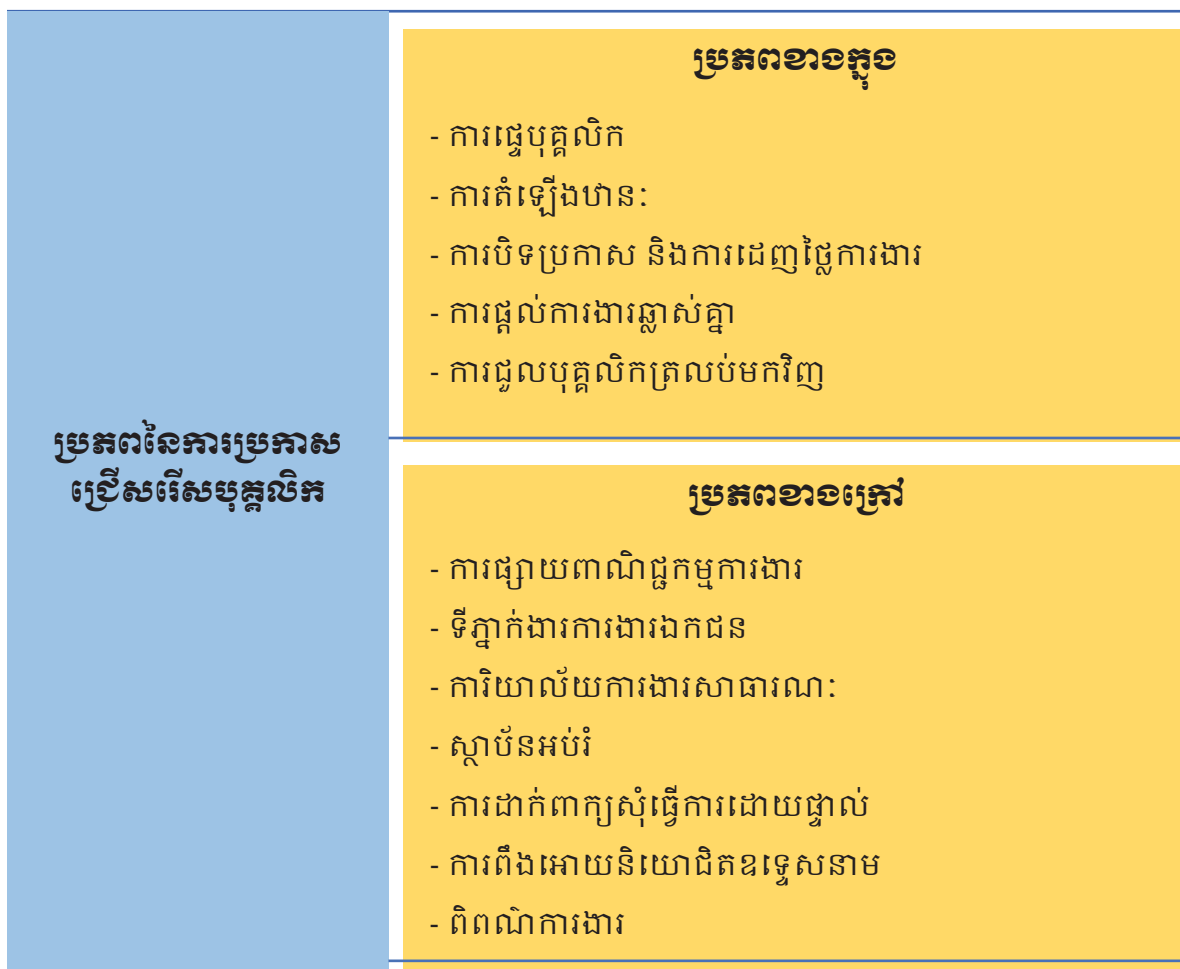 ប្រភពនៃការប្រកាស
ជ្រើសរើសបុគ្គលិក
ប្រភពខាងក្នុង
- ការផ្ទេបុគ្គលិក
- ការតំឡើងឋានៈ
- ការបិទប្រកាស និងការដេញថ្លៃការងារ
- ការផ្តល់ការងារឆ្លាស់គ្នា
- ការជួលបុគ្គលិកត្រលប់មកវិញ
ប្រភពខាងក្រៅ
- ការផ្សាយពាណិជ្ជកម្មការងារ
- ទីភ្នាក់ងារការងារឯកជន
- ការិយាល័យការងារសាធារណៈ
- ស្ថាប័នអប់រំ
- ការដាក់ពាក្យសុំធ្វើការដោយផ្ទាល់
- ការពឹងអោយនិយោជិតឧទ្ទេសនាម
- ពិពណ៌ការងារ